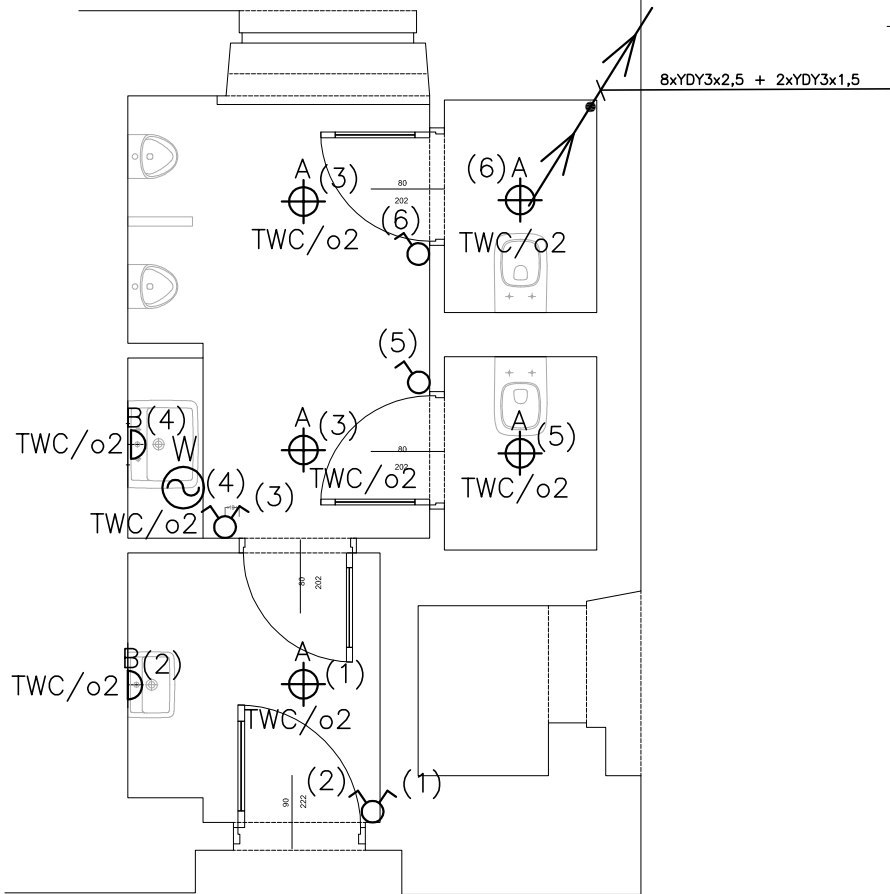 8xYDY3x2,5 + 2xYDY3x1,5
A
(3)
TWC/o2
80
202
(6)
A
TWC/o2
(6)
(5)
A
(3)
TWC/o2
80
202
A
(5)
TWC/o2
B(4)
TWC/o2
W
(4)
TWC/o2
(3)
80
202
B(2)
TWC/o2
A
(1)
TWC/o2
(2)
(1)
90
222